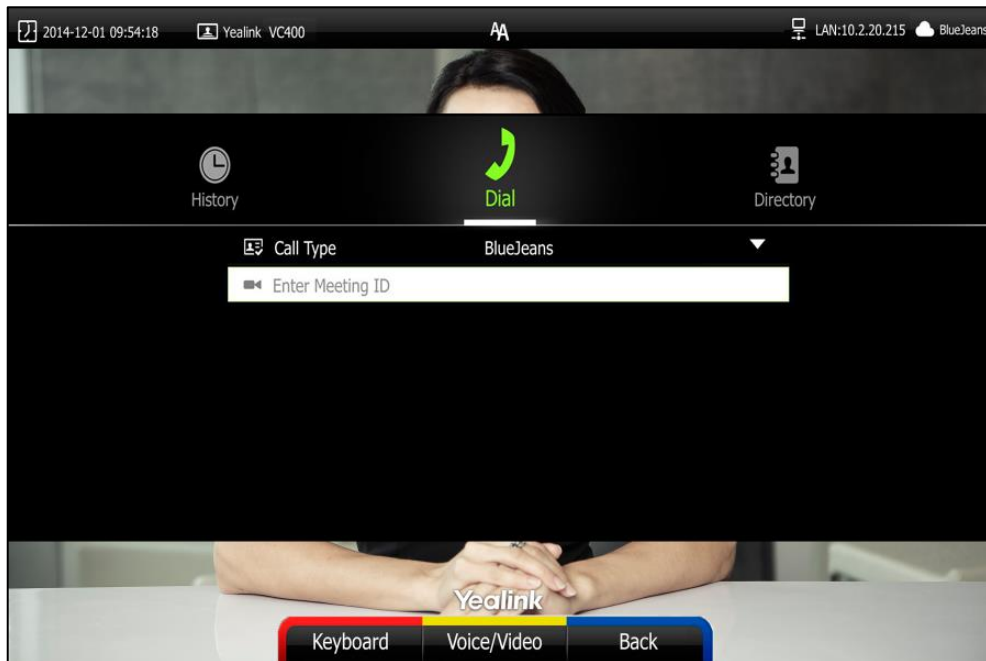 2014-12-01 09:54:18 Yealink VC400 AA LAN:10.2.20.215 BlueJeans
History Dial Directory
Call Type BlueJeans
Enter Meeting ID
Yealink
Keyboard Voice/Video Back